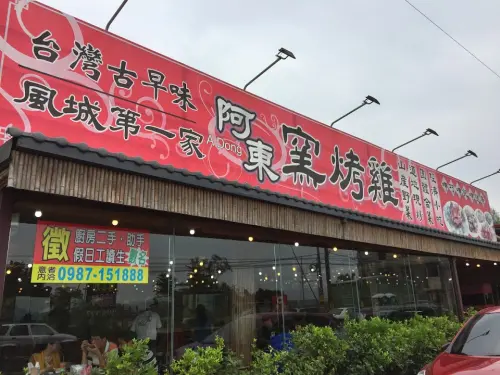 台灣古早味
風城第一家
阿東
A Dong
窯烤雞
徵
廚房二手·助手
假日工讀生
意者內洽 0987-151888